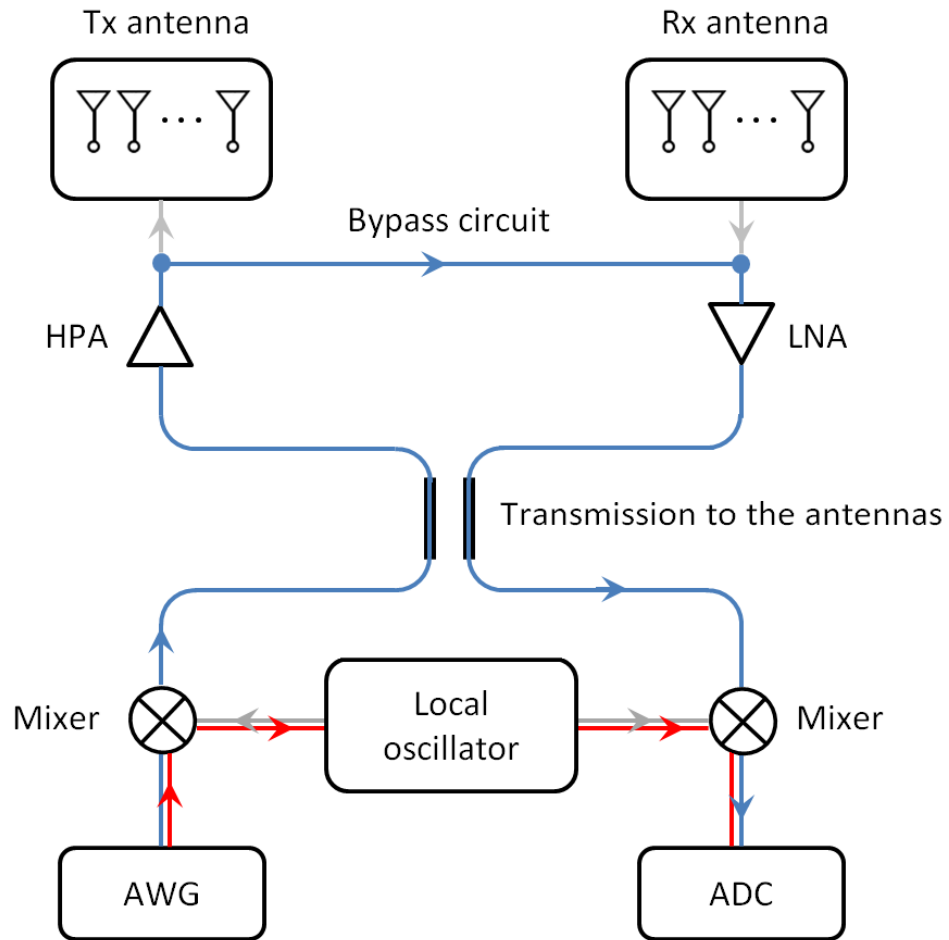 Tx antenna
Rx antenna
Bypass circuit
HPA
LNA
Transmission to the antennas
Mixer
Local
oscillator
Mixer
AWG
ADC